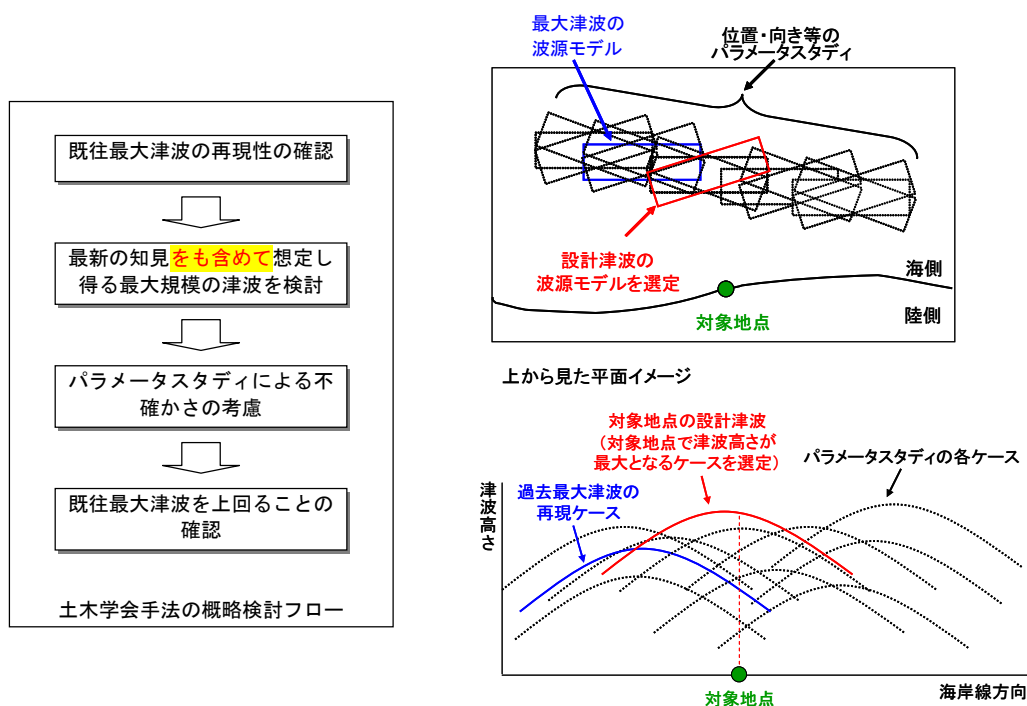 既往最大津波の再現性の確認
最新の知見をも含めて想定し
得る最大規模の津波を検討
パラメータスタディによる不
確かさの考慮
既往最大津波を上回ることの
確認
土木学会手法の概略検討フロー
最大津波の
波源モデル
位置・向き等の
パラメータスタディ
設計津波の
波源モデルを選定
海側
陸側
対象地点
上から見た平面イメージ
対象地点の設計津波
（対象地点で津波高さが
最大となるケースを選定）
パラメータスタディの各ケース
過去最大津波の
再現ケース
津波高さ
対象地点
海岸線方向